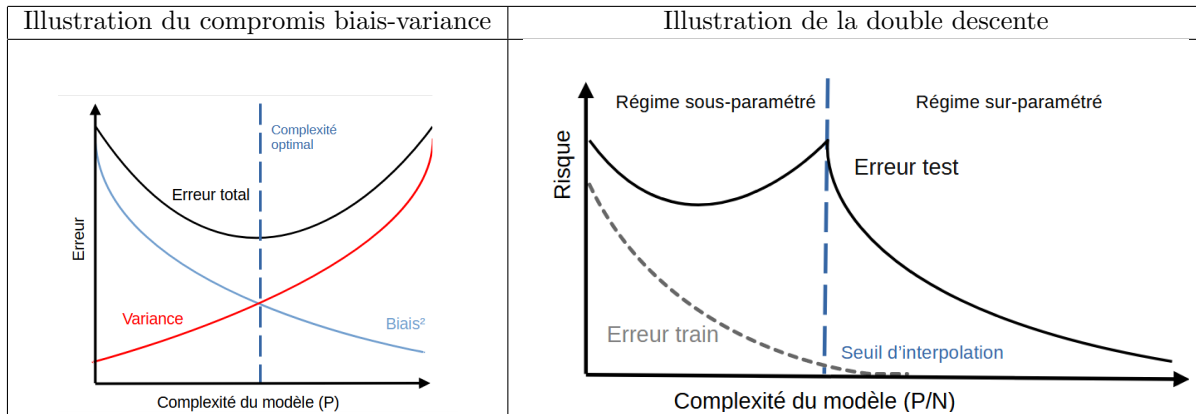 Illustration du compromis biais-variance
Complexité
optimal
Erreur total
Erreur
Variance
Biais²
Complexité du modèle (P)
Illustration de la double descente
Régime sous-paramétré
Régime sur-paramétré
Risque
Erreur test
Erreur train
Seuil d'interpolation
Complexité du modèle (P/N)